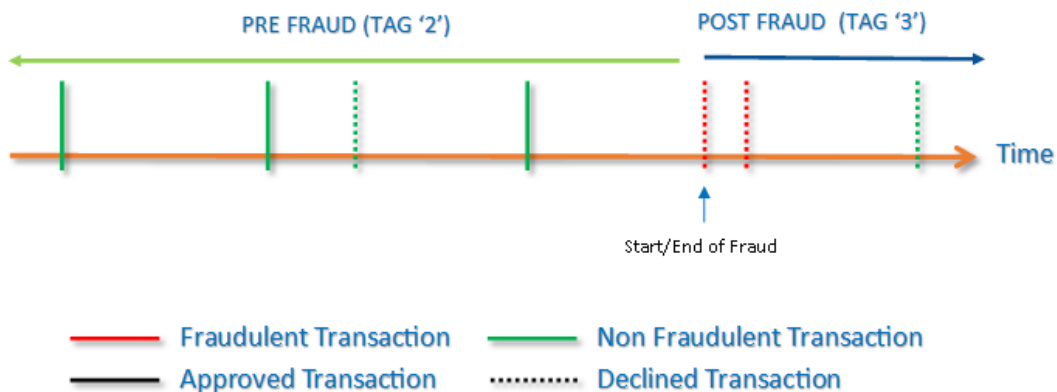 PRE FRAUD (TAG ‘2’)
POST FRAUD (TAG ‘3’)
Time
Start/End of Fraud
Fraudulent Transaction
Non Fraudulent Transaction
Approved Transaction
Declined Transaction